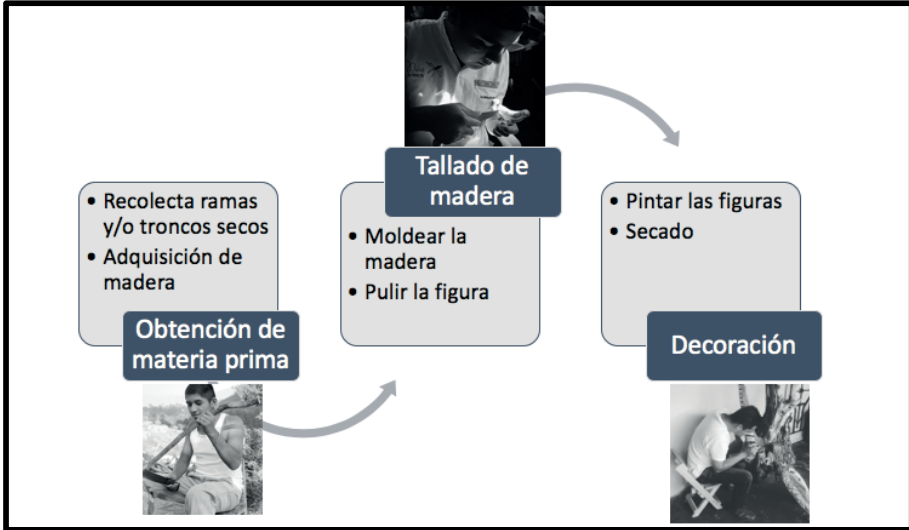 • Recolecta ramas
y/o troncos secos
• Adquisición de
madera
Obtención de
materia prima
Tallado de
madera
• Moldear la
madera
• Pulir la figura
• Pintar las figuras
• Secado
Decoración